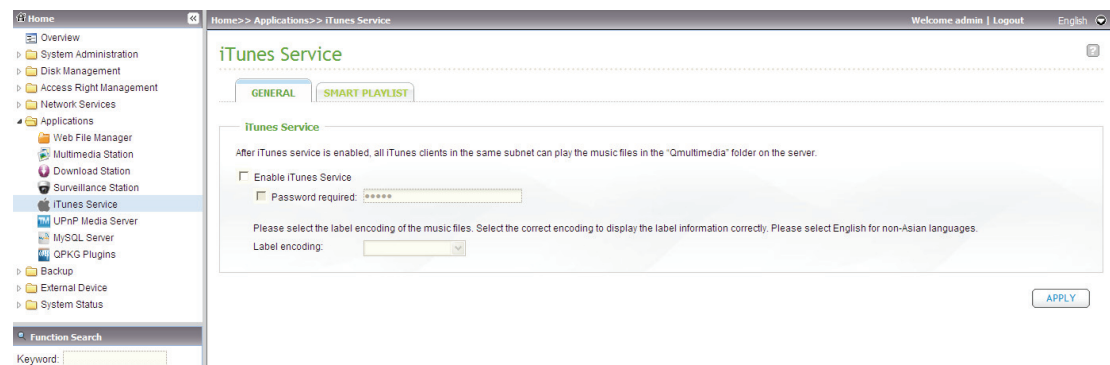 Home
Home>> Applications>> iTunes Service
Welcome admin | Logout
English
Overview
System Administration
Disk Management
Access Right Management
Network Services
Applications
Web File Manager
Multimedia Station
Download Station
Surveillance Station
iTunes Service
UPnP Media Server
MySQL Server
QPKG Plugins
Backup
External Device
System Status
Function Search
Keyword:
iTunes Service
?
GENERAL
SMART PLAYLIST
iTunes Service
After iTunes service is enabled, all iTunes clients in the same subnet can play the music files in the "Qmultimedia" folder on the server.
Enable iTunes Service
Password required: •••••
Please select the label encoding of the music files. Select the correct encoding to display the label information correctly. Please select English for non-Asian languages.
Label encoding:
APPLY